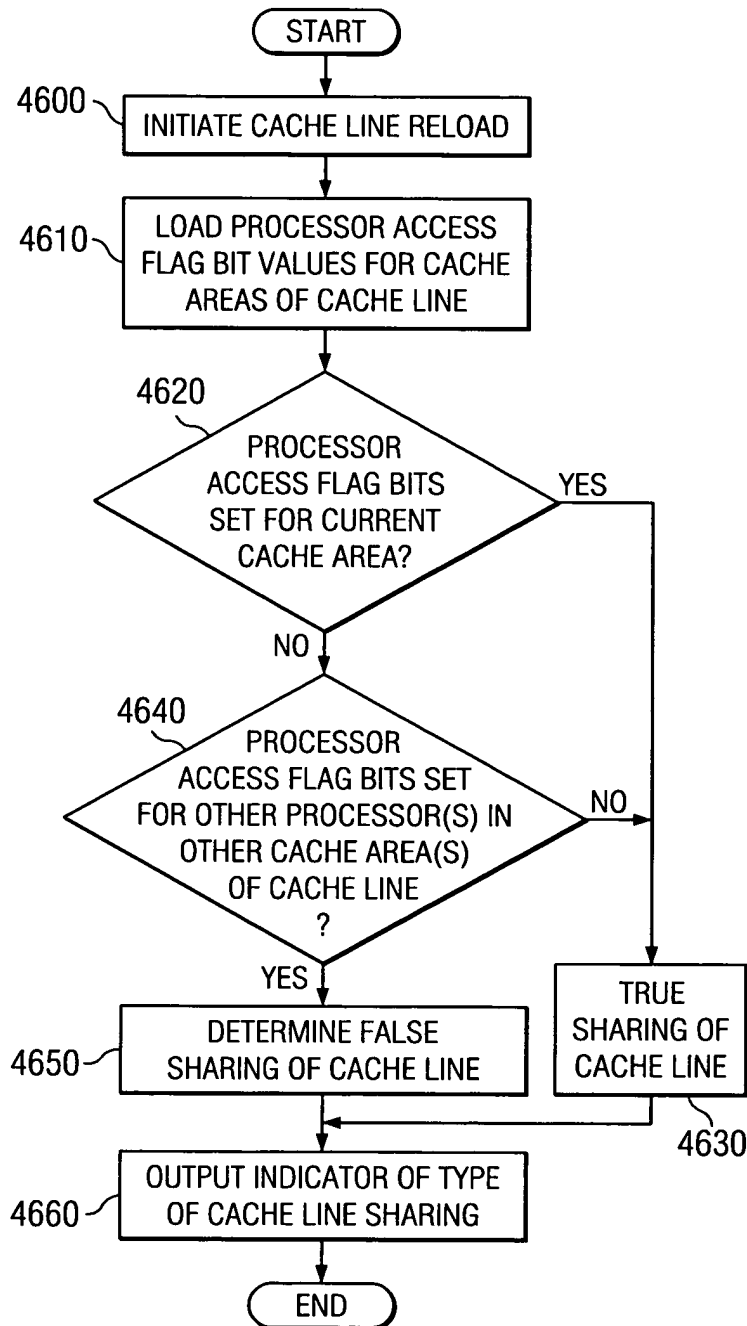 START
4600
INITIATE CACHE LINE RELOAD
4610
LOAD PROCESSOR ACCESS
FLAG BIT VALUES FOR CACHE
AREAS OF CACHE LINE
4620
PROCESSOR
ACCESS FLAG BITS
SET FOR CURRENT
CACHE AREA?
YES
NO
4640
PROCESSOR
ACCESS FLAG BITS SET
FOR OTHER PROCESSOR(S) IN
OTHER CACHE AREA(S)
OF CACHE LINE
?
NO
YES
4650
DETERMINE FALSE
SHARING OF CACHE LINE
TRUE
SHARING OF
CACHE LINE
4630
4660
OUTPUT INDICATOR OF TYPE
OF CACHE LINE SHARING
END